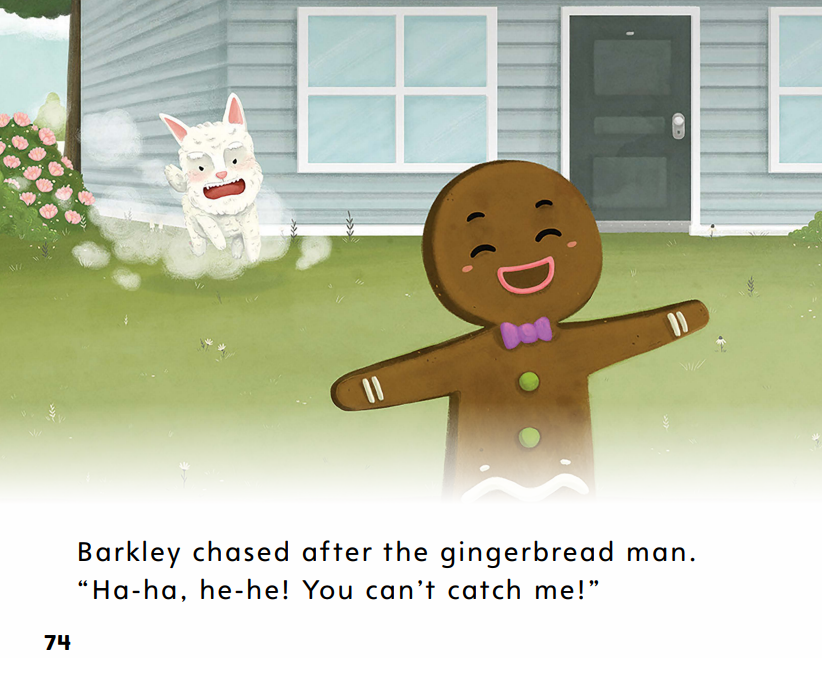 Barkley chased after the gingerbread man.
“Ha-ha, he-he! You can’t catch me!”
74